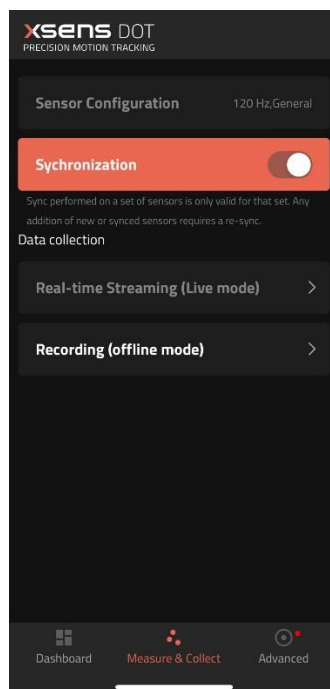 xsens DOT
PRECISION MOTION TRACKING
Sensor Configuration 120 Hz,General
Sychronization
Sync performed on a set of sensors is only valid for that set. Any
addition of new or synced sensors requires a re-sync.
Data collection
Real-time Streaming (Live mode)
Recording (offline mode)
Dashboard Measure & Collect Advanced